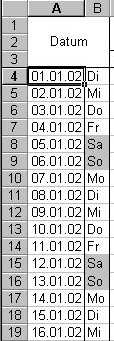 A B
1
2 Datum
3
4 01.01.02 Di
5 02.01.02 Mi
6 03.01.02 Do
7 04.01.02 Fr
8 05.01.02 Sa
9 06.01.02 So
10 07.01.02 Mo
11 08.01.02 Di
12 09.01.02 Mi
13 10.01.02 Do
14 11.01.02 Fr
15 12.01.02 Sa
16 13.01.02 So
17 14.01.02 Mo
18 15.01.02 Di
19 16.01.02 Mi